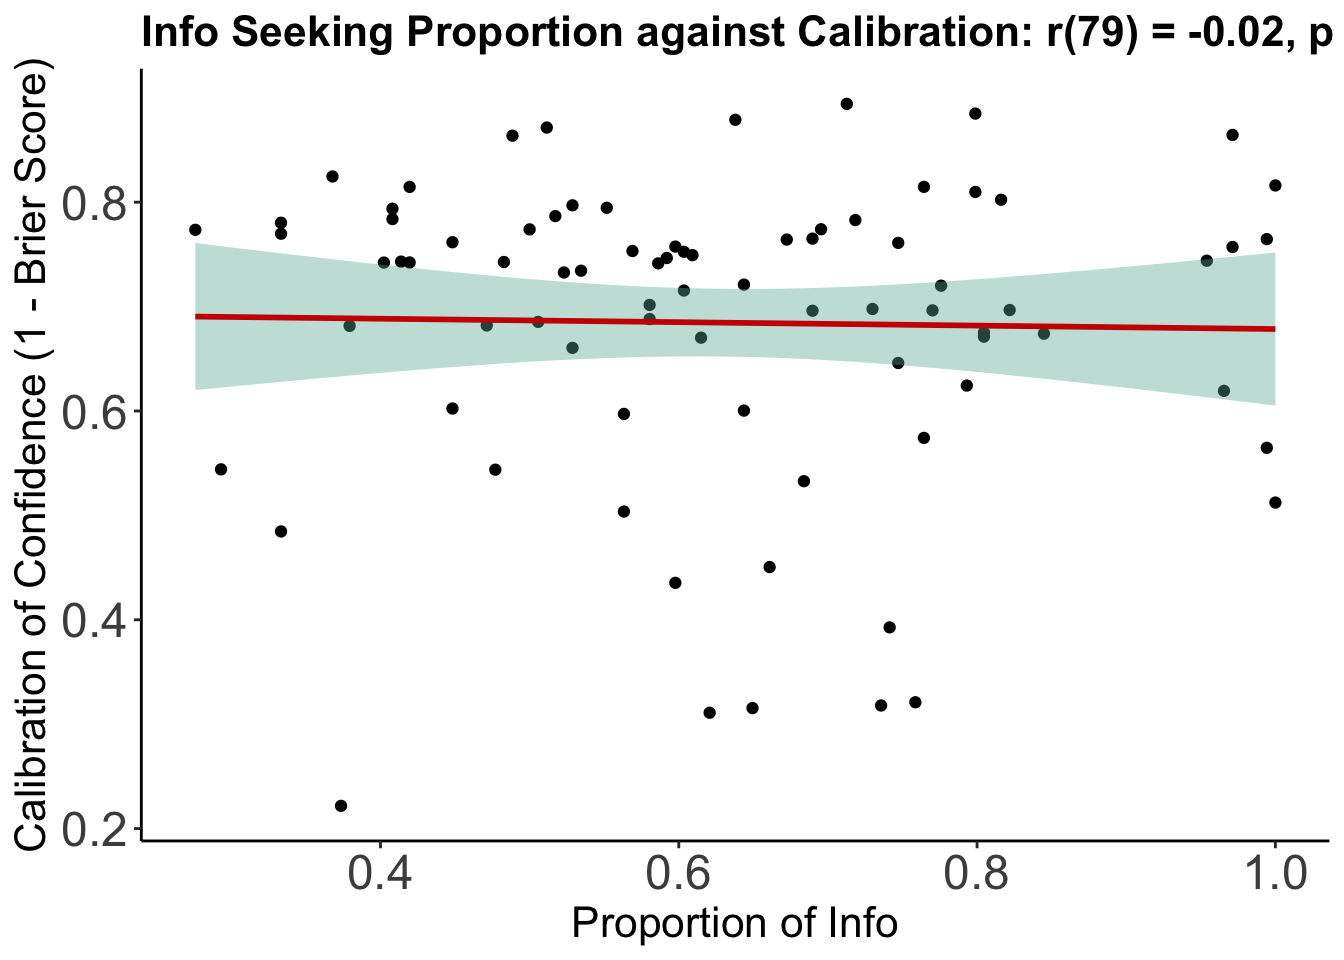 Info Seeking Proportion against Calibration: r(79) = -0.02, p
Calibration of Confidence (1 - Brier Score)
0.8
0.6
0.4
0.2
0.4 0.6 0.8 1.0
Proportion of Info